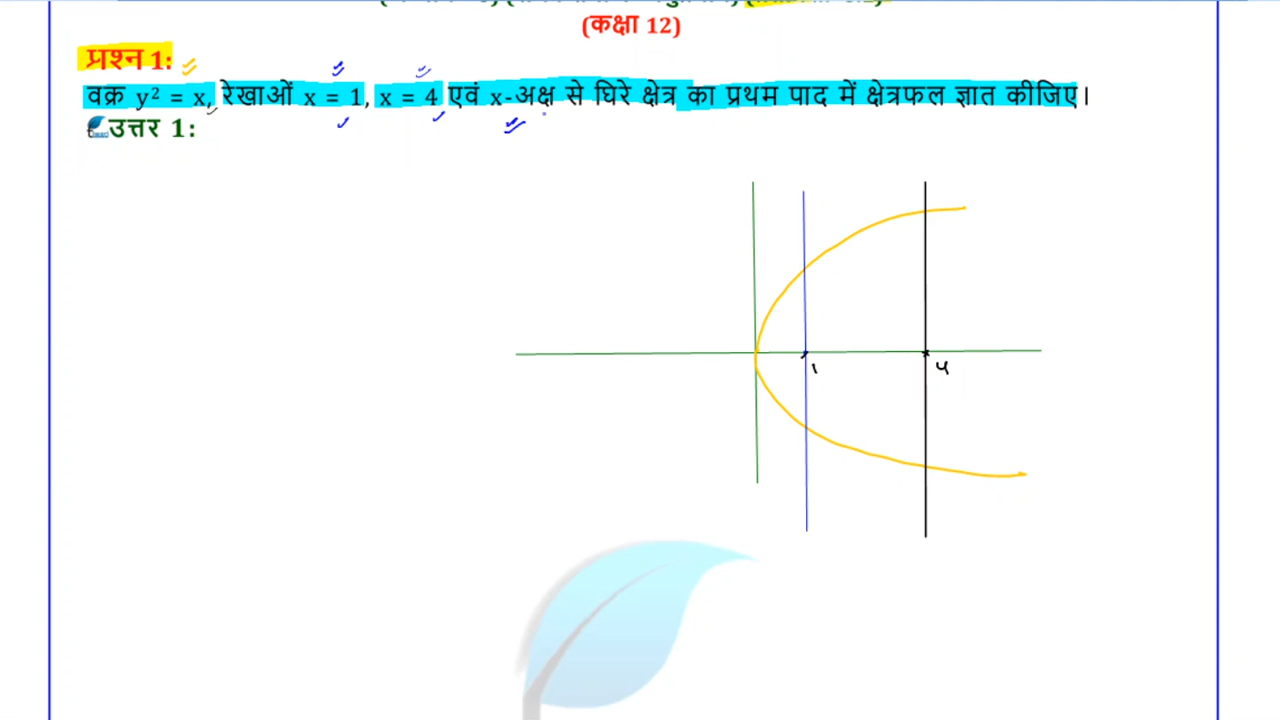 (कक्षा 12)
प्रश्न 1:
वक्र y² = x, रेखाओं x = 1, x = 4 एवं x-अक्ष से घिरे क्षेत्र का प्रथम पाद में क्षेत्रफल ज्ञात कीजिए।
उत्तर 1:
1 4